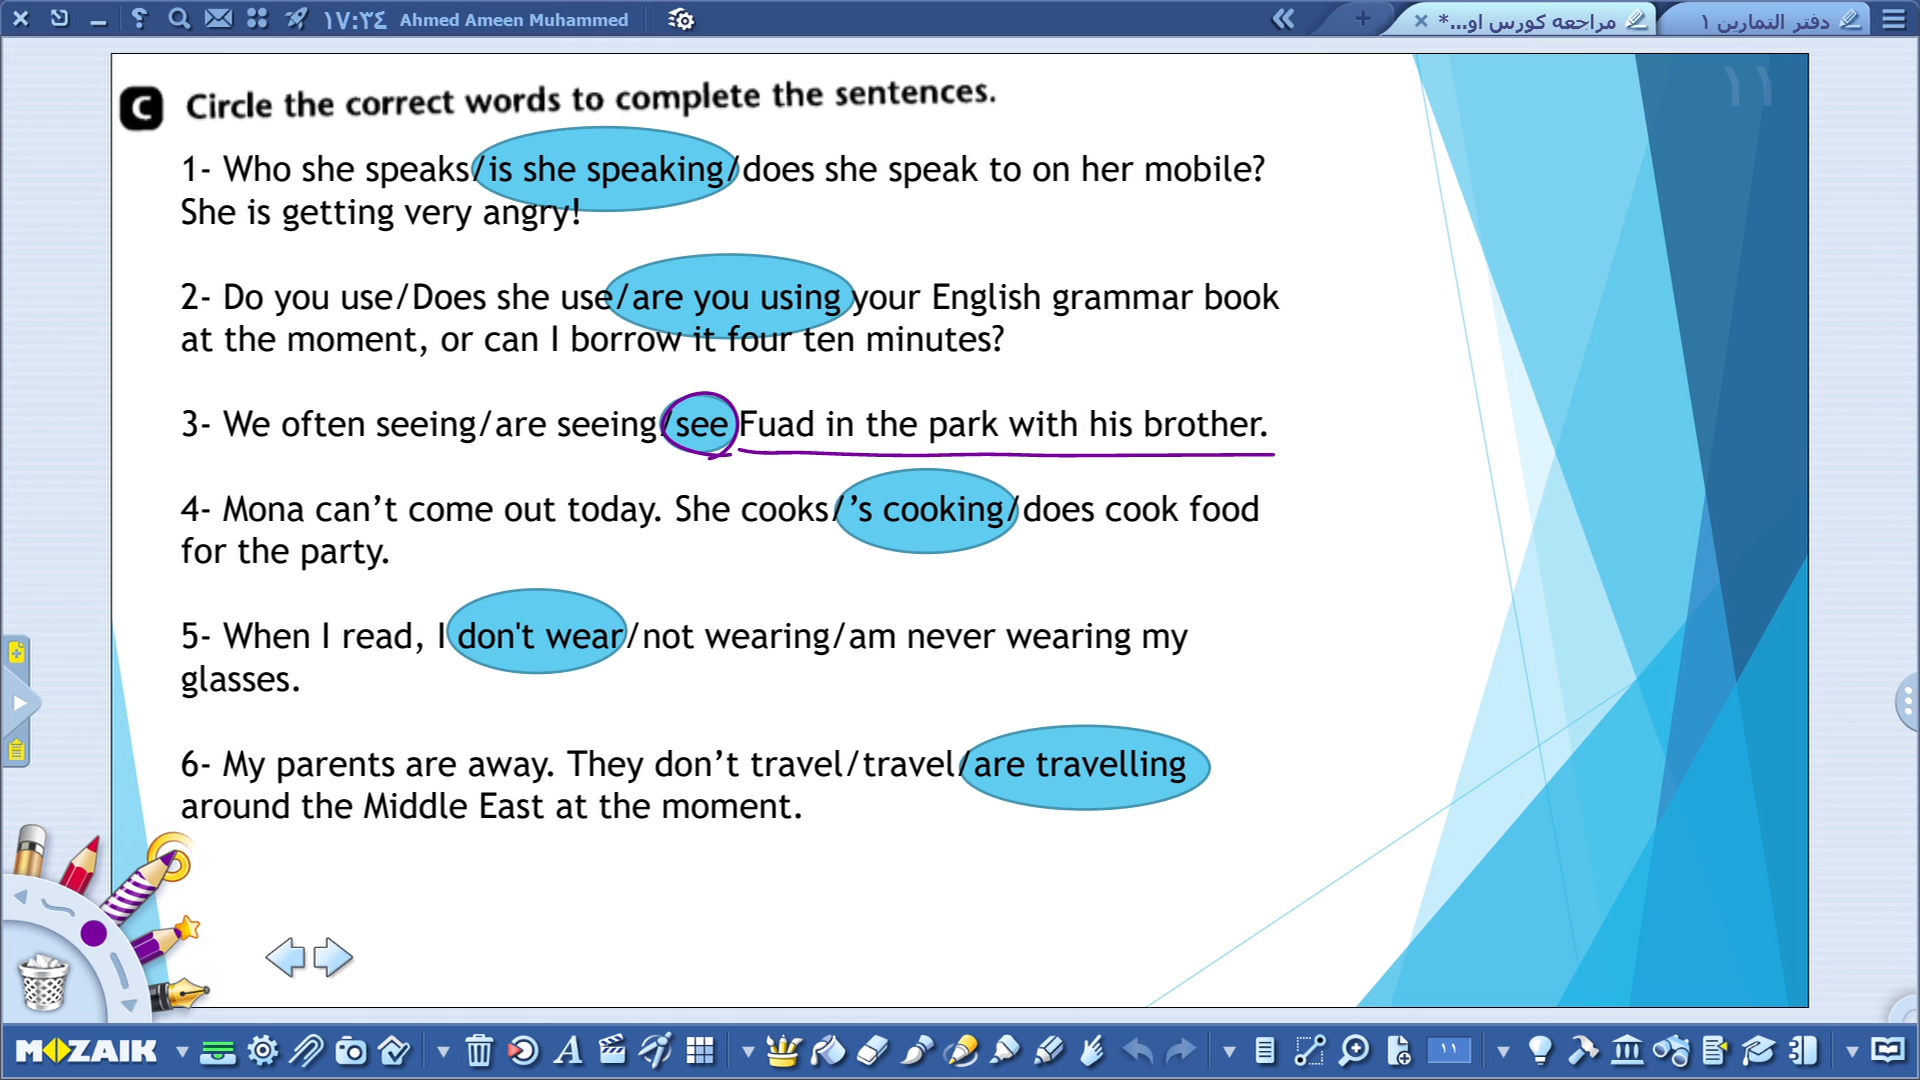 ١٧:٣٤ Ahmed Ameen Muhammed
مراجعه كورس او...*
دفتر التمارين ١
١١
C Circle the correct words to complete the sentences.
1- Who she speaks/is she speaking/does she speak to on her mobile?
She is getting very angry!
2- Do you use/Does she use/are you using your English grammar book
at the moment, or can I borrow it four ten minutes?
3- We often seeing/are seeing/see Fuad in the park with his brother.
4- Mona can’t come out today. She cooks/’s cooking/does cook food
for the party.
5- When I read, I don't wear/not wearing/am never wearing my
glasses.
6- My parents are away. They don’t travel/travel/are travelling
around the Middle East at the moment.
MOZAIK
١١